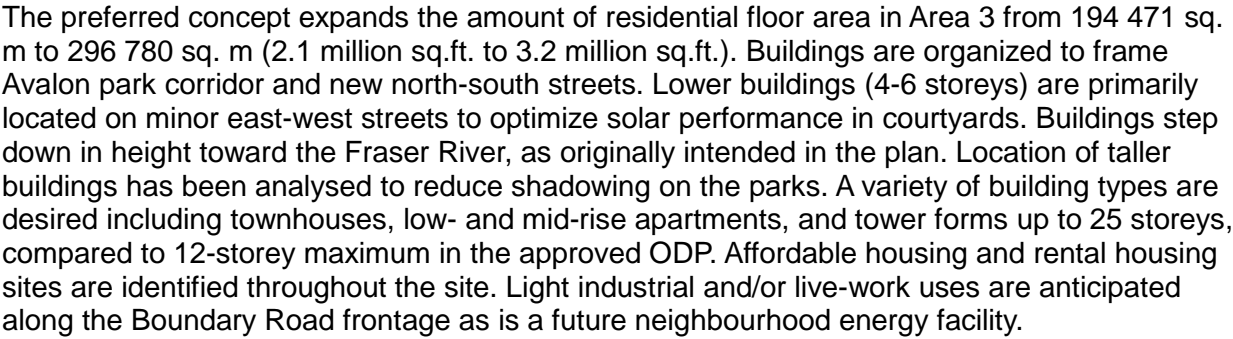 The preferred concept expands the amount of residential floor area in Area 3 from 194 471 sq.
m to 296 780 sq. m (2.1 million sq.ft. to 3.2 million sq.ft.). Buildings are organized to frame
Avalon park corridor and new north-south streets. Lower buildings (4-6 storeys) are primarily
located on minor east-west streets to optimize solar performance in courtyards. Buildings step
down in height toward the Fraser River, as originally intended in the plan. Location of taller
buildings has been analysed to reduce shadowing on the parks. A variety of building types are
desired including townhouses, low- and mid-rise apartments, and tower forms up to 25 storeys,
compared to 12-storey maximum in the approved ODP. Affordable housing and rental housing
sites are identified throughout the site. Light industrial and/or live-work uses are anticipated
along the Boundary Road frontage as is a future neighbourhood energy facility.